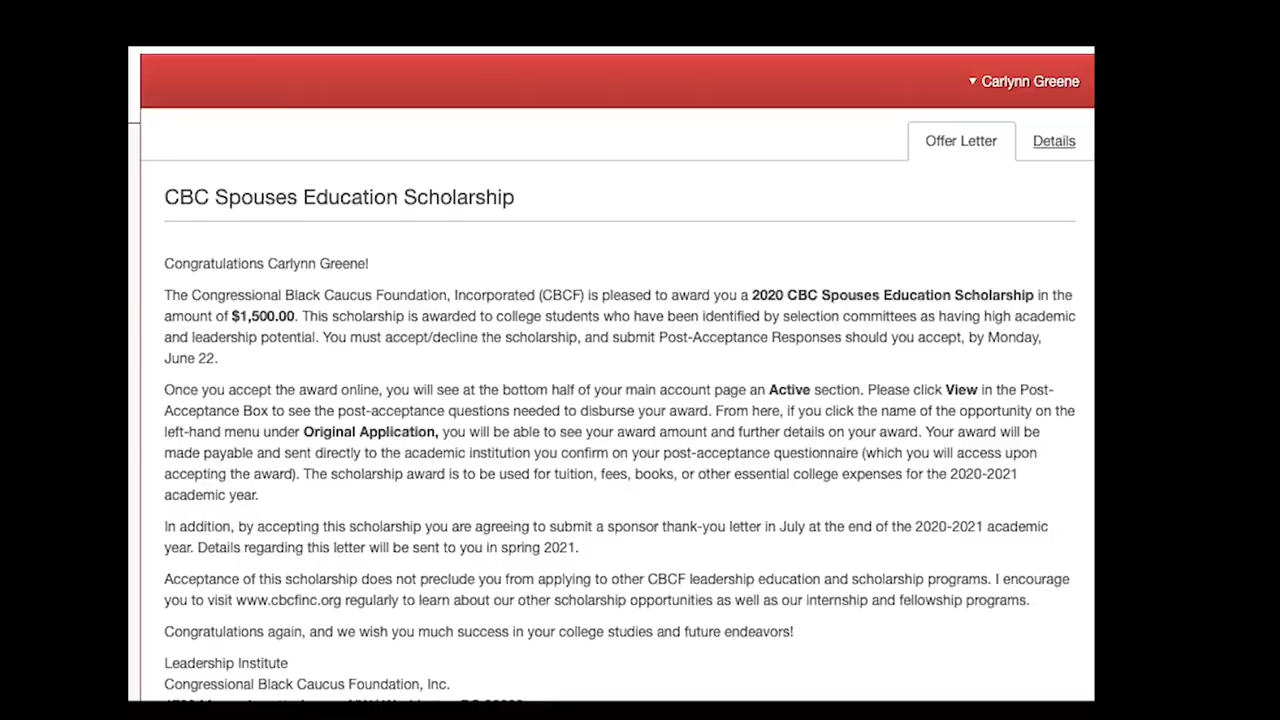 Carlynn Greene
Offer Letter
Details
CBC Spouses Education Scholarship
Congratulations Carlynn Greene!
The Congressional Black Caucus Foundation, Incorporated (CBCF) is pleased to award you a 2020 CBC Spouses Education Scholarship in the
amount of $1,500.00. This scholarship is awarded to college students who have been identified by selection committees as having high academic
and leadership potential. You must accept/decline the scholarship, and submit Post-Acceptance Responses should you accept, by Monday,
June 22.
Once you accept the award online, you will see at the bottom half of your main account page an Active section. Please click View in the Post-
Acceptance Box to see the post-acceptance questions needed to disburse your award. From here, if you click the name of the opportunity on the
left-hand menu under Original Application, you will be able to see your award amount and further details on your award. Your award will be
made payable and sent directly to the academic institution you confirm on your post-acceptance questionnaire (which you will access upon
accepting the award). The scholarship award is to be used for tuition, fees, books, or other essential college expenses for the 2020-2021
academic year.
In addition, by accepting this scholarship you are agreeing to submit a sponsor thank-you letter in July at the end of the 2020-2021 academic
year. Details regarding this letter will be sent to you in spring 2021.
Acceptance of this scholarship does not preclude you from applying to other CBCF leadership education and scholarship programs. I encourage
you to visit www.cbcfinc.org regularly to learn about our other scholarship opportunities as well as our internship and fellowship programs.
Congratulations again, and we wish you much success in your college studies and future endeavors!
Leadership Institute
Congressional Black Caucus Foundation, Inc.